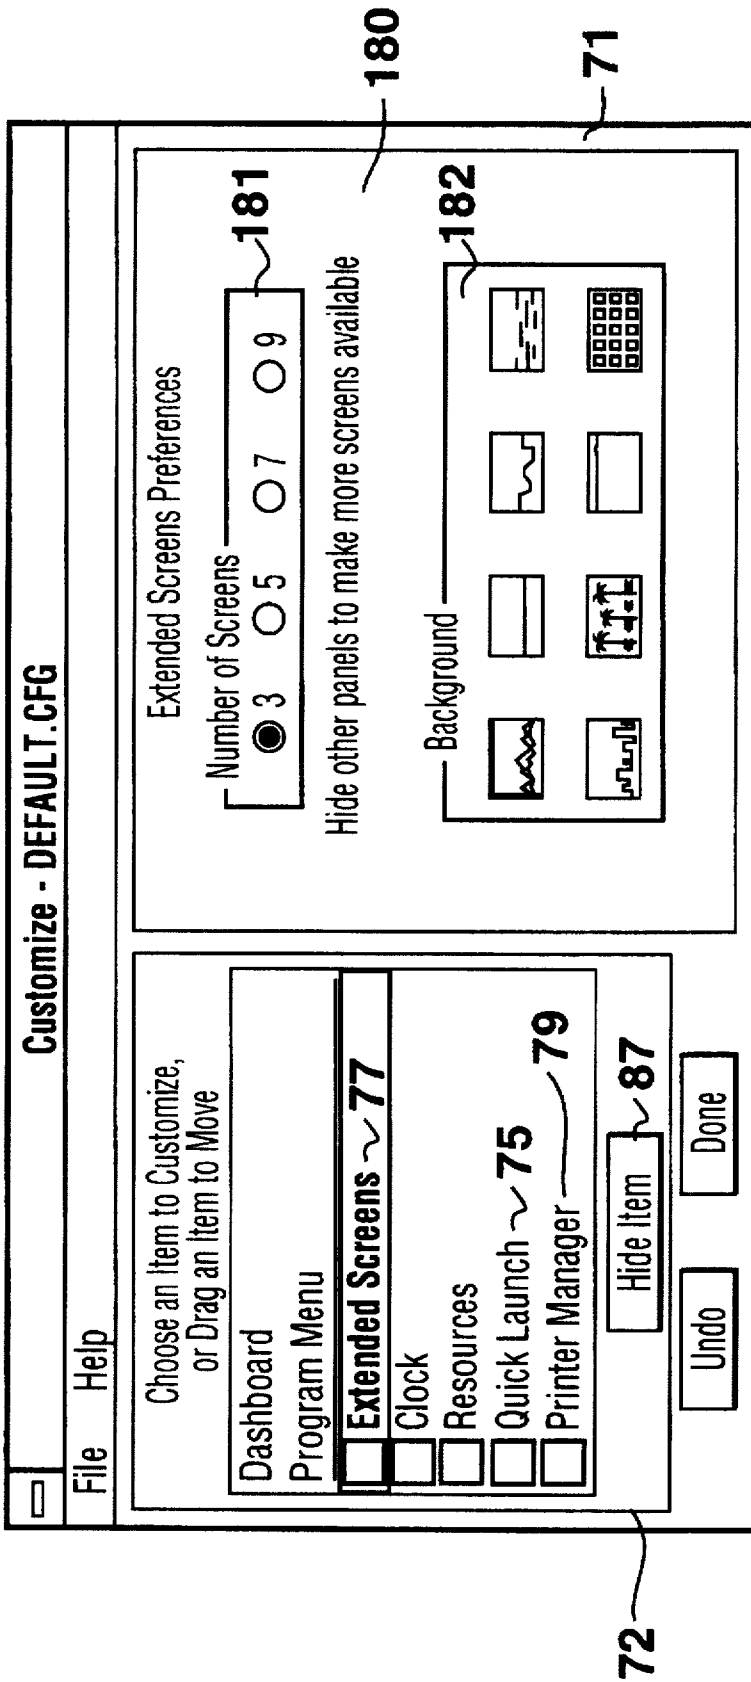 Customize - DEFAULT.CFG
File Help
Choose an Item to Customize,
or Drag an Item to Move
Dashboard
Program Menu
Extended Screens 77
Clock
Resources
Quick Launch 75
Printer Manager 79
Hide Item 87
Undo Done
72
Extended Screens Preferences
Number of Screens
181
3 5 7 9
Hide other panels to make more screens available
180
Background
182
71